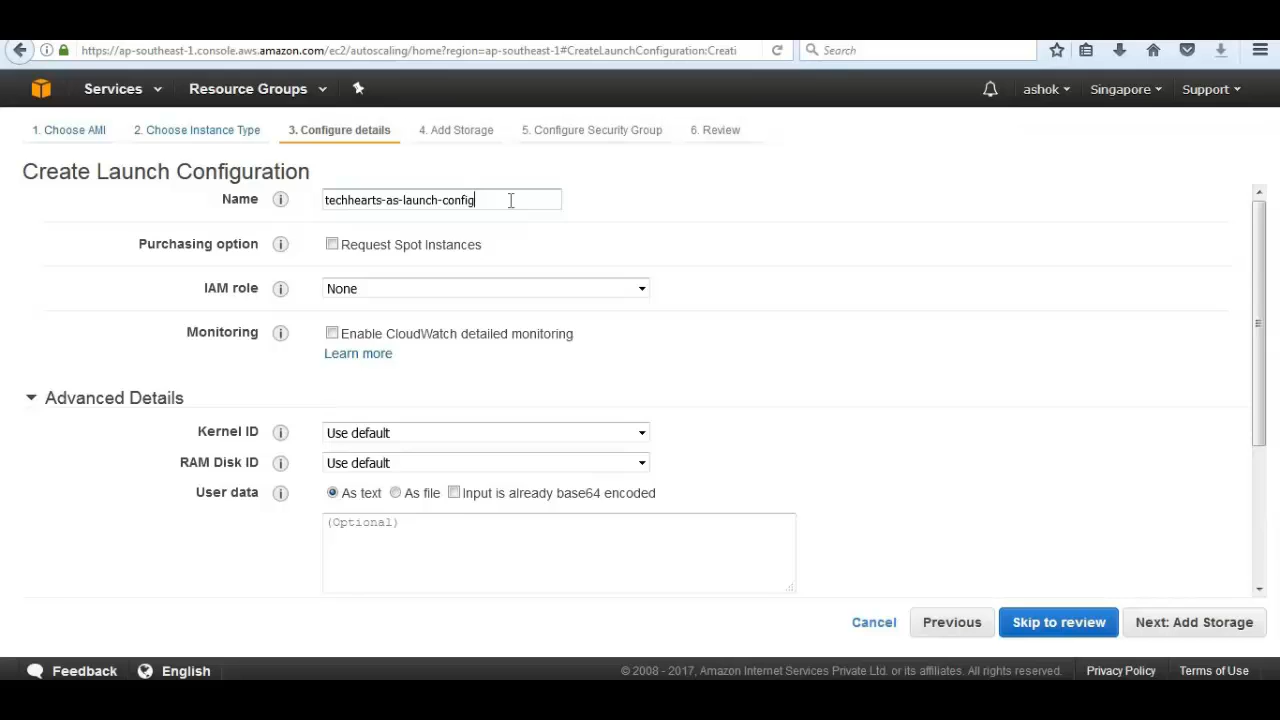 https://ap-southeast-1.console.aws.amazon.com/ec2/autoscaling/home?region=ap-southeast-1#CreateLaunchConfiguration:Creati
Search
Services Resource Groups ashok Singapore Support
1. Choose AMI 2. Choose Instance Type 3. Configure details 4. Add Storage 5. Configure Security Group 6. Review
Create Launch Configuration
Name i techhearts-as-launch-config
Purchasing option i Request Spot Instances
IAM role i None
Monitoring i Enable CloudWatch detailed monitoring
Learn more
Advanced Details
Kernel ID i Use default
RAM Disk ID i Use default
User data i As text As file Input is already base64 encoded
(Optional)
Cancel Previous Skip to review Next: Add Storage
Feedback English © 2008 - 2017, Amazon Internet Services Private Ltd. or its affiliates. All rights reserved. Privacy Policy Terms of Use